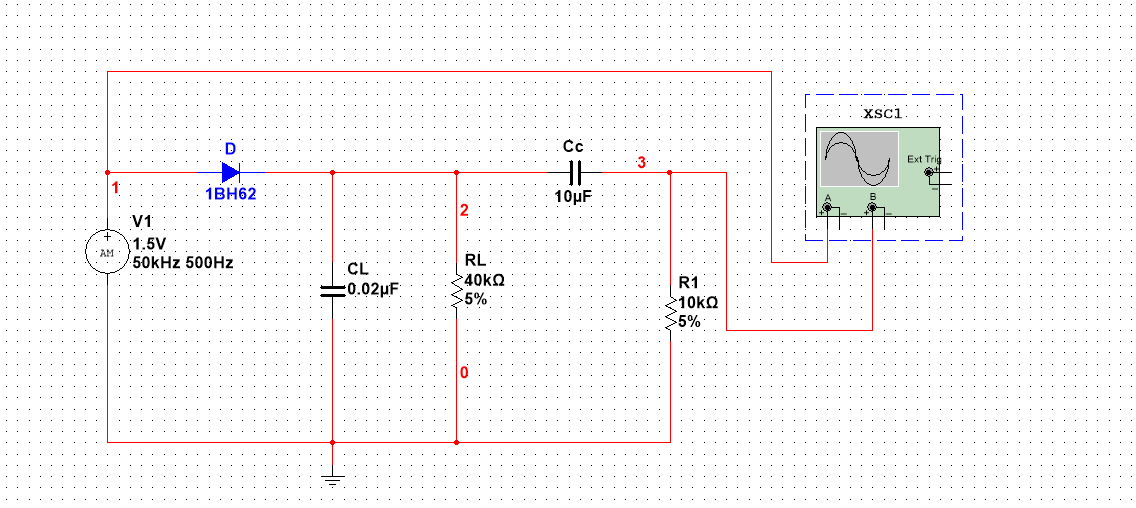 XSC1
Ext Trig
+
−
A
B
+ − + −
D
1BH62
Cc
10µF
3
1
2
V1
1.5V
50kHz 500Hz
+
AM
CL
0.02µF
RL
40kΩ
5%
R1
10kΩ
5%
0